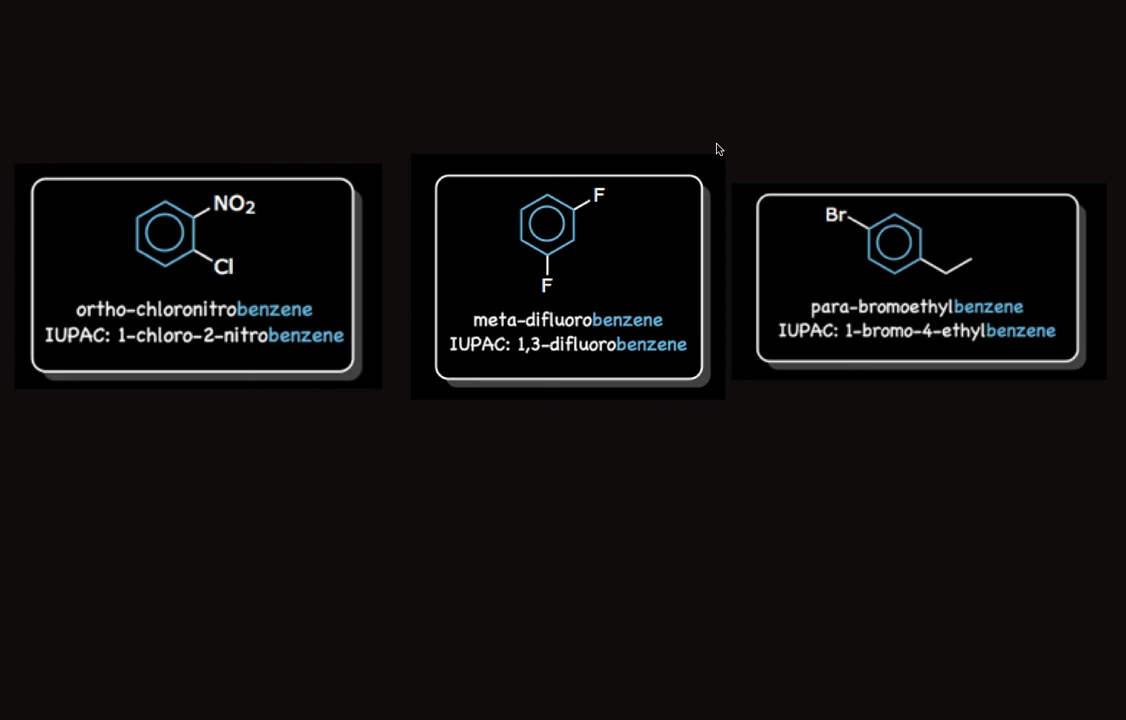 NO2
Cl
ortho-chloronitrobenzene
IUPAC: 1-chloro-2-nitrobenzene
F
F
meta-difluorobenzene
IUPAC: 1,3-difluorobenzene
Br
para-bromoethylbenzene
IUPAC: 1-bromo-4-ethylbenzene